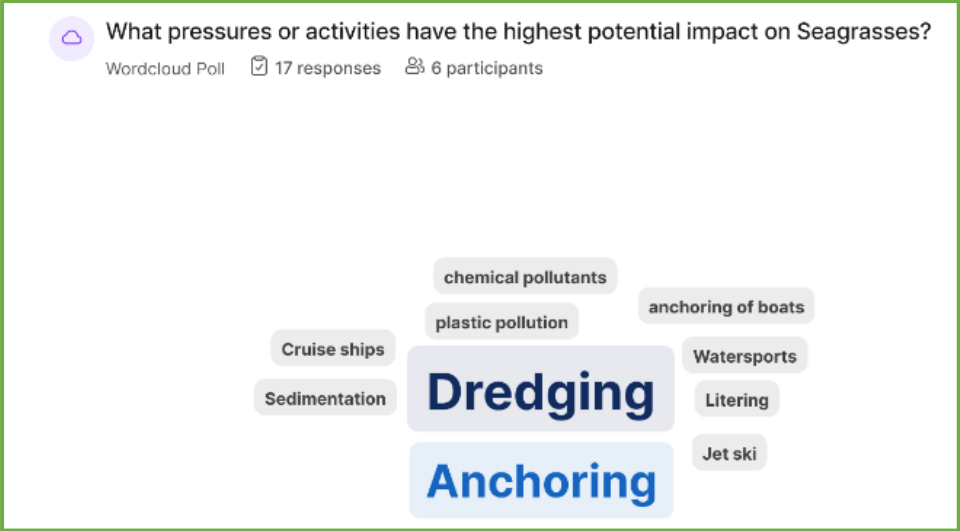 What pressures or activities have the highest potential impact on Seagrasses?
Wordcloud Poll 17 responses 6 participants
chemical pollutants
anchoring of boats
plastic pollution
Cruise ships
Watersports
Dredging
Sedimentation
Litering
Jet ski
Anchoring